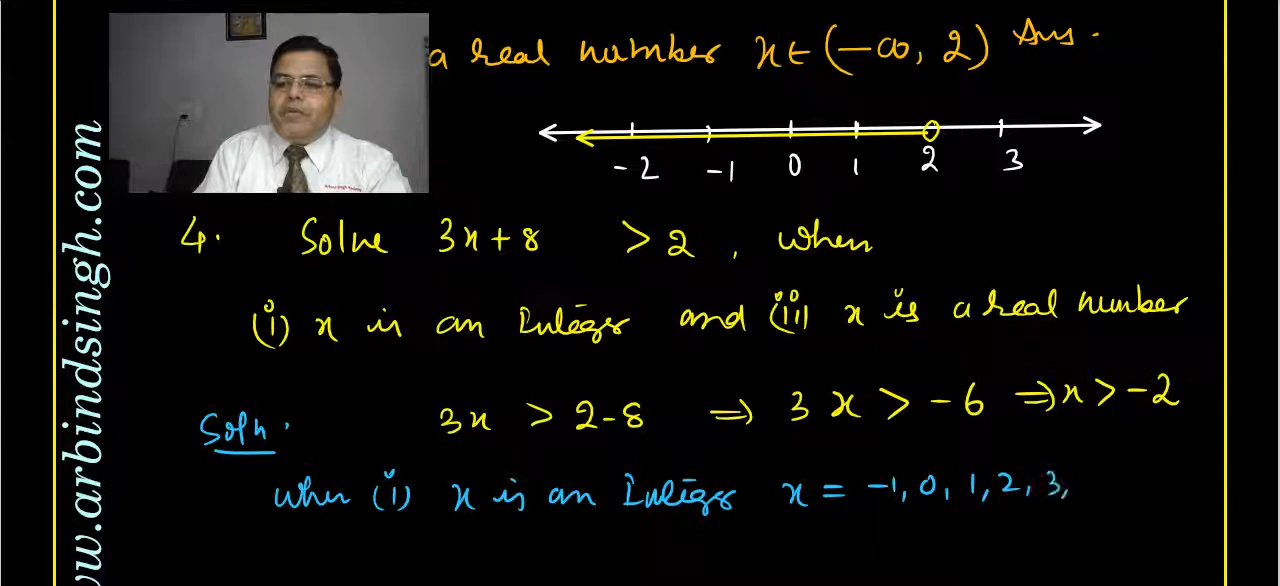 a real number x ∈ (-∞, 2) Ans.
-2 -1 0 1 2 3
4. Solve 3x + 8 > 2, when
(i) x is an Integer and (ii) x is a real number
Soln. 3x > 2-8 ⇒ 3x > -6 ⇒ x > -2
when (i) x is an Integer x = -1, 0, 1, 2, 3,
ww.arbindsingh.com